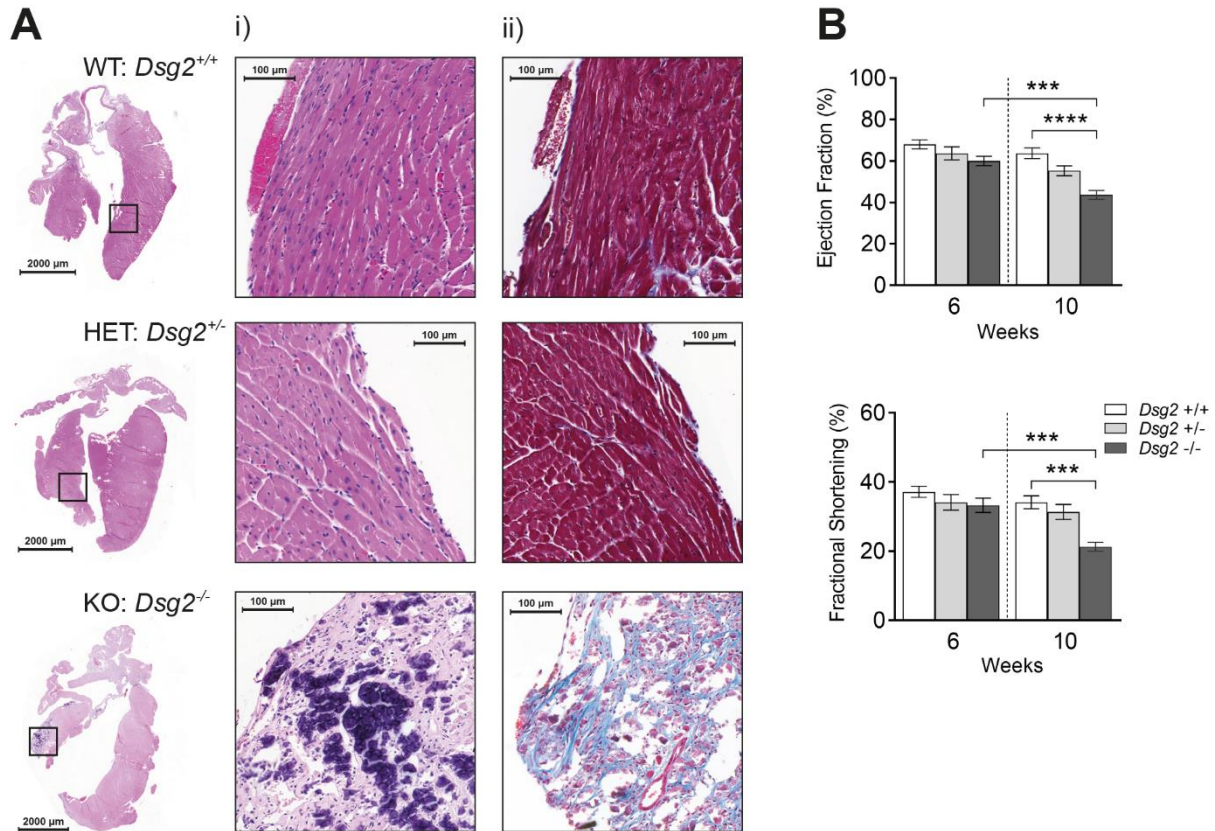 A
i)
ii)
WT: Dsg2+/+
2000 µm
100 µm
100 µm
HET: Dsg2+/-
2000 µm
100 µm
100 µm
KO: Dsg2-/-
2000 µm
100 µm
100 µm
B
Ejection Fraction (%)
100
80
60
40
20
0
***
****
6
10
Weeks
Fractional Shortening (%)
60
40
20
0
***
***
Dsg2 +/+
Dsg2 +/-
Dsg2 -/-
6
10
Weeks